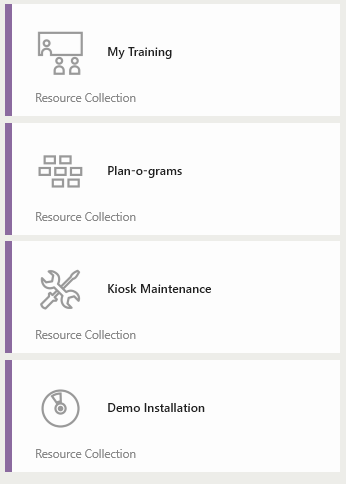 My Training
Resource Collection
Plan-o-grams
Resource Collection
Kiosk Maintenance
Resource Collection
Demo Installation
Resource Collection